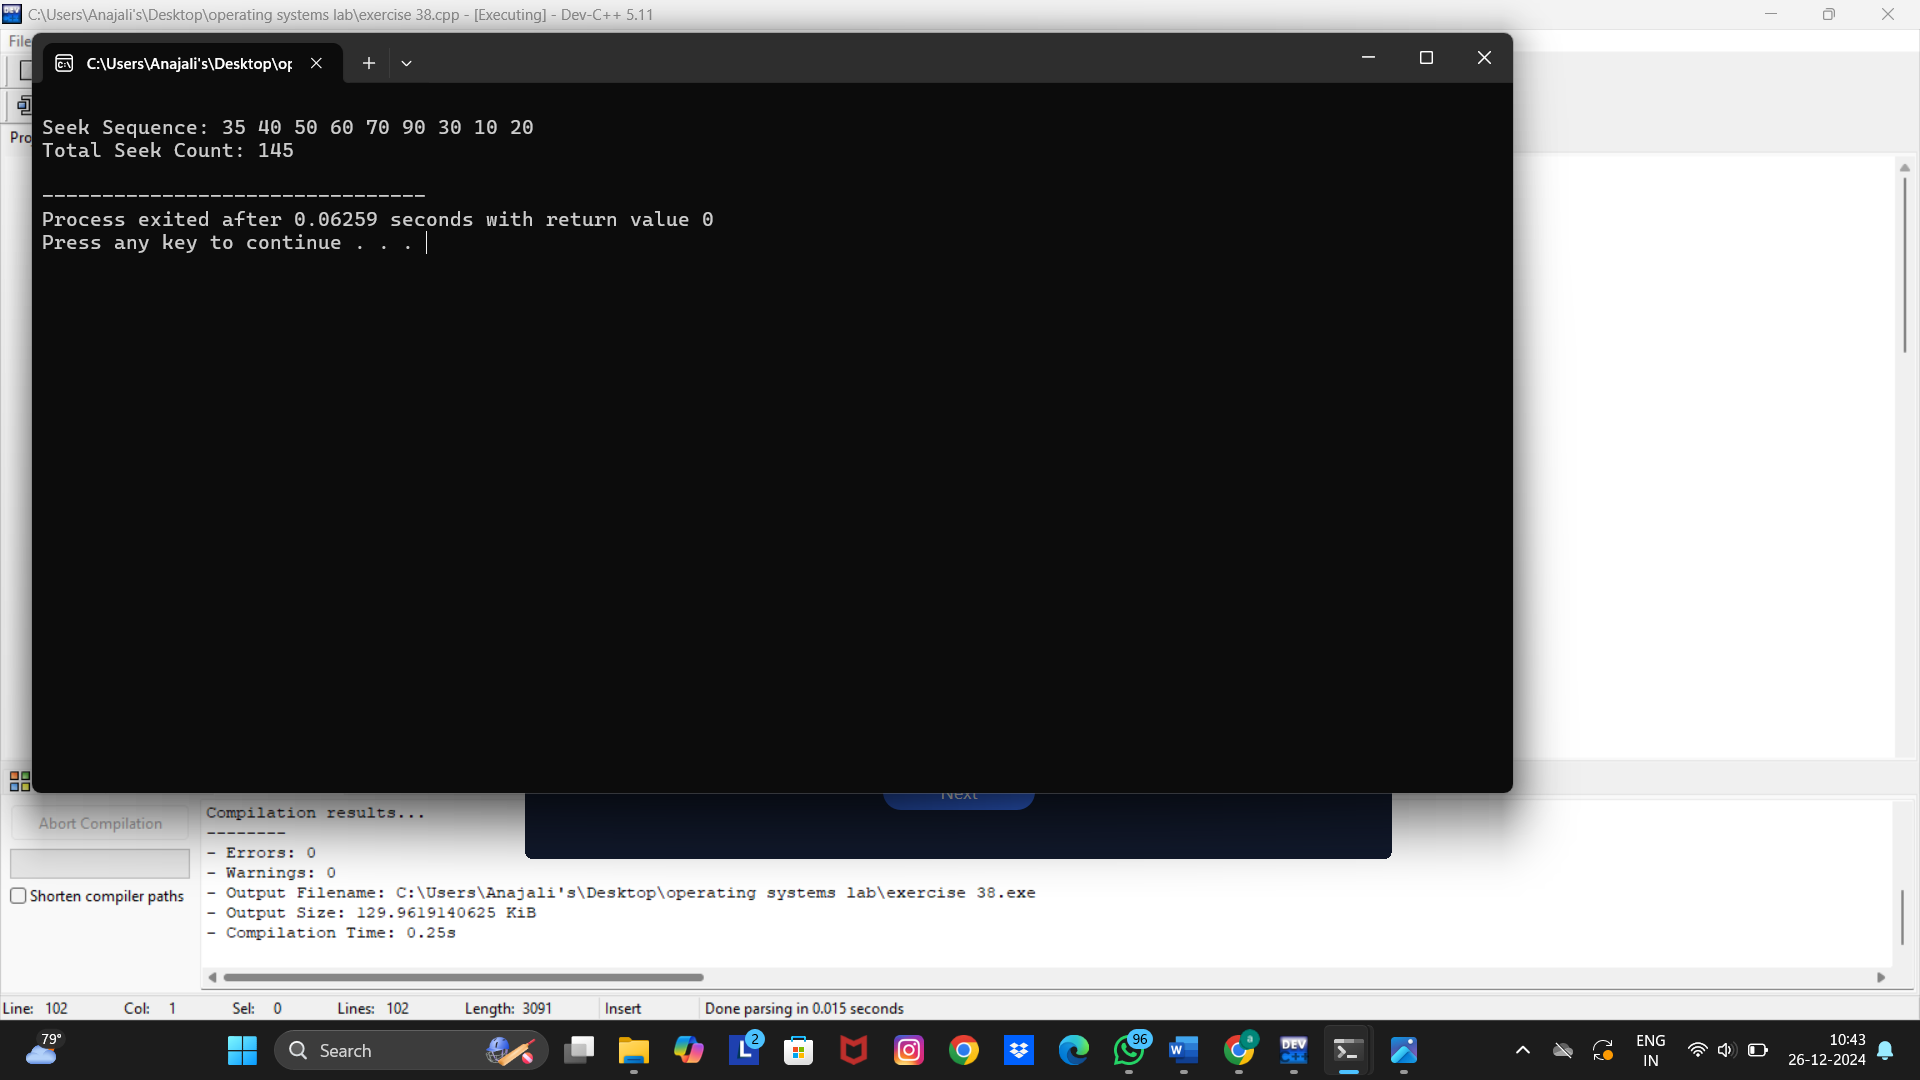 C:\Users\Anajali's\Desktop\operating systems lab\exercise 38.cpp - [Executing] - Dev-C++ 5.11
File
C:\Users\Anajali's\Desktop\op
Seek Sequence: 35 40 50 60 70 90 30 10 20
Total Seek Count: 145
--------------------------------
Process exited after 0.06259 seconds with return value 0
Press any key to continue . . .
Next
Abort Compilation
Shorten compiler paths
Compilation results...
--------
- Errors: 0
- Warnings: 0
- Output Filename: C:\Users\Anajali's\Desktop\operating systems lab\exercise 38.exe
- Output Size: 129.9619140625 KiB
- Compilation Time: 0.25s
Line: 102 Col: 1 Sel: 0 Lines: 102 Length: 3091 Insert Done parsing in 0.015 seconds
79°
Search
2
96
a
DEV
ENG
IN
10:43
26-12-2024